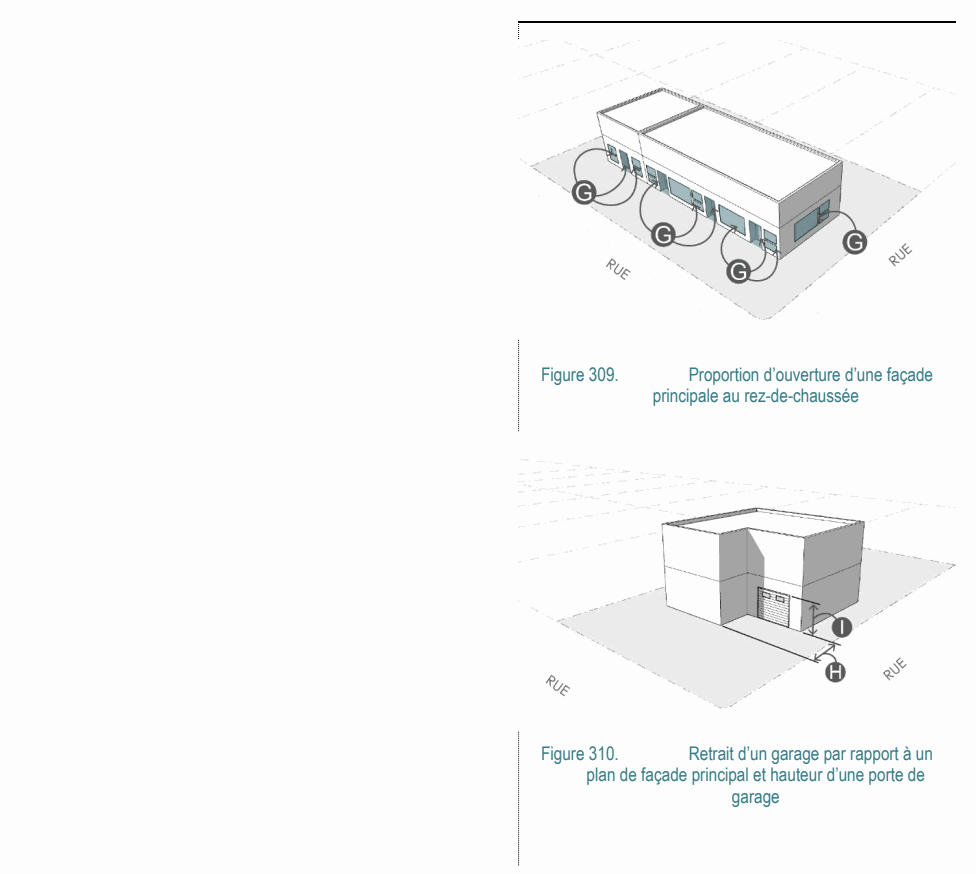 G
G
G
G
RUE
RUE
Figure 309. Proportion d'ouverture d'une façade
principale au rez-de-chaussée
I
H
RUE
RUE
Figure 310. Retrait d'un garage par rapport à un
plan de façade principal et hauteur d'une porte de
garage